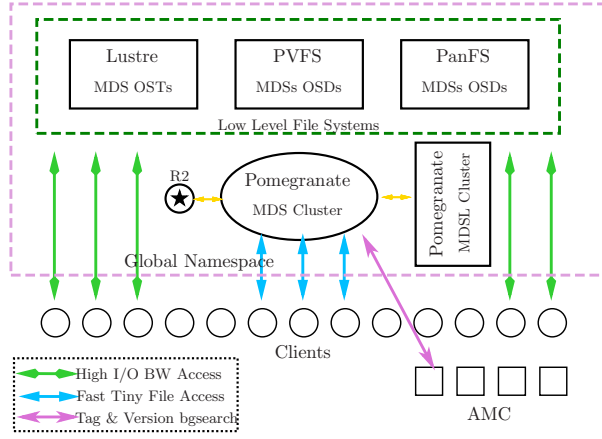 Lustre
MDS OSTs
PVFS
MDSs OSDs
PanFS
MDSs OSDs
Low Level File Systems
R2
Pomegranate
MDS Cluster
Pomegranate
MDSL Cluster
Global Namespace
Clients
High I/O BW Access
Fast Tiny File Access
Tag & Version bgsearch
AMC